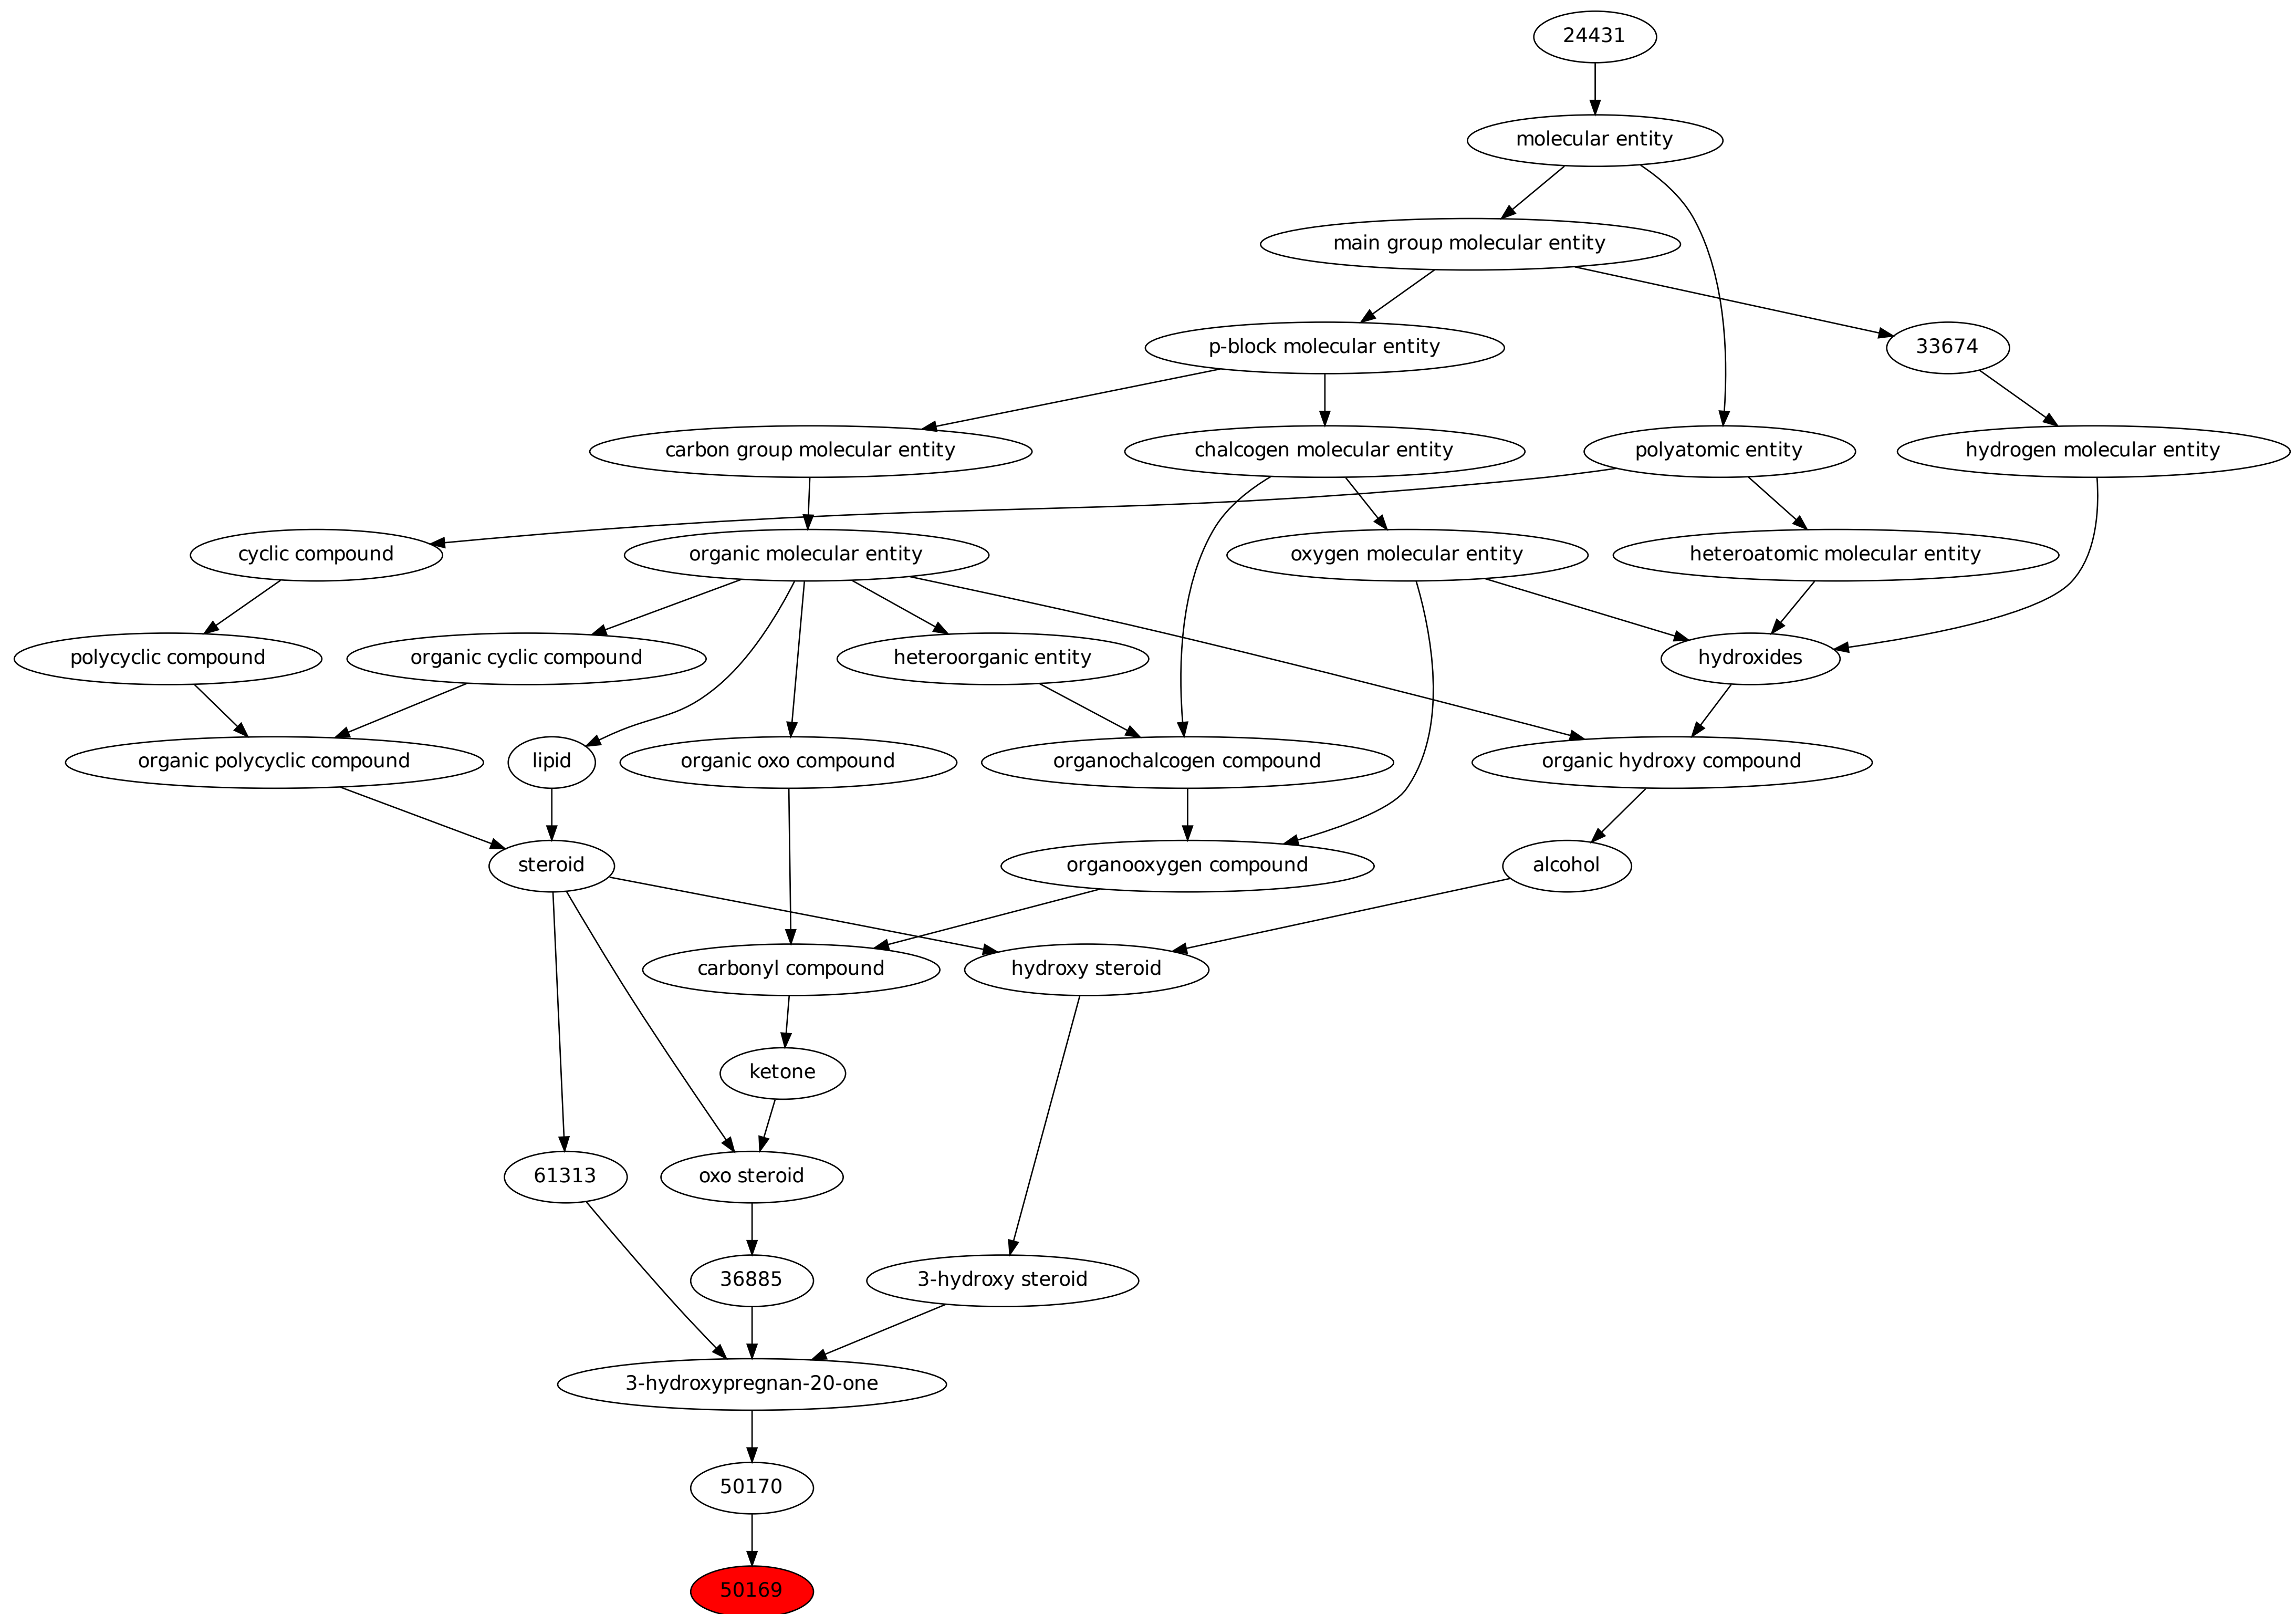 24431
molecular entity
main group molecular entity
p-block molecular entity
33674
carbon group molecular entity
chalcogen molecular entity
polyatomic entity
hydrogen molecular entity
cyclic compound
organic molecular entity
oxygen molecular entity
heteroatomic molecular entity
polycyclic compound
organic cyclic compound
heteroorganic entity
hydroxides
organic polycyclic compound
lipid
organic oxo compound
organochalcogen compound
organic hydroxy compound
steroid
organooxygen compound
alcohol
carbonyl compound
hydroxy steroid
ketone
61313
oxo steroid
36885
3-hydroxy steroid
3-hydroxypregnan-20-one
50170
50169